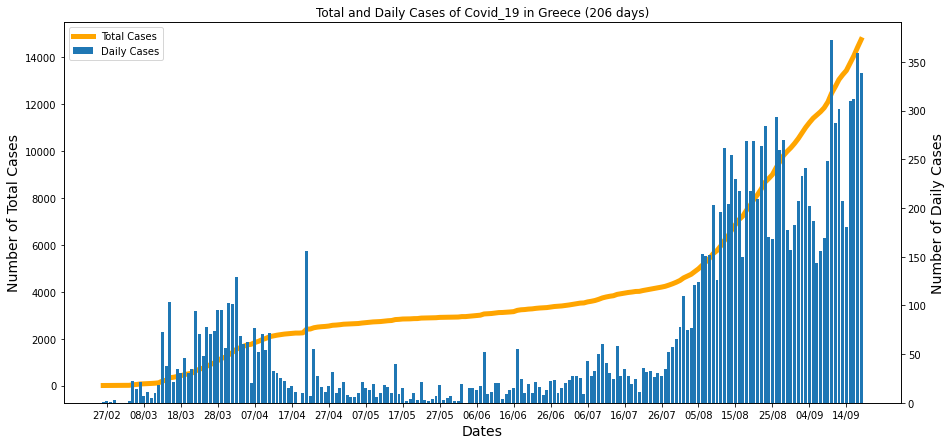 Total and Daily Cases of Covid_19 in Greece (206 days)
Total Cases
Daily Cases
Number of Total Cases
14000
12000
10000
8000
6000
4000
2000
0
350
300
250
200
150
100
50
0
Number of Daily Cases
27/02 08/03 18/03 28/03 07/04 17/04 27/04 07/05 17/05 27/05 06/06 16/06 26/06 06/07 16/07 26/07 05/08 15/08 25/08 04/09 14/09
Dates